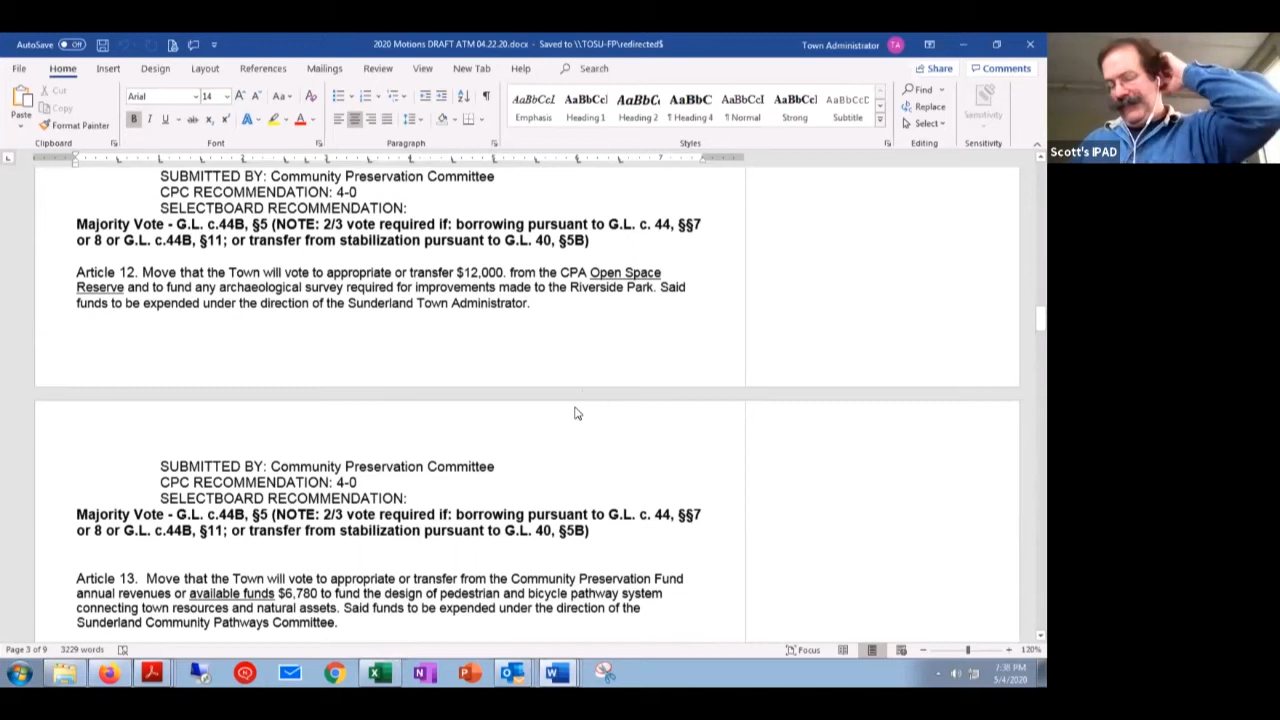 AutoSave Off
2020 Motions DRAFT ATM 04.22.20.docx - Saved to \\TOSU-FP\redirected$
Town Administrator TA
File Home Insert Design Layout References Mailings Review View New Tab Help Search
Share Comments
Paste
Cut
Copy
Format Painter
Clipboard
Arial 14
Font
Paragraph
AaBbCcI AaBbCcI AaBbC AaBbC AaBbCcI AaBbCcI AaBbCcD
Emphasis Heading 1 Heading 2 ¶ Heading 4 ¶ Normal Strong Subtitle
Styles
Find
Replace
Select
Editing
Sensitivity
Sensitivity
Scott's IPAD
SUBMITTED BY: Community Preservation Committee
CPC RECOMMENDATION: 4-0
SELECTBOARD RECOMMENDATION:
Majority Vote - G.L. c.44B, §5 (NOTE: 2/3 vote required if: borrowing pursuant to G.L. c. 44, §§7
or 8 or G.L. c.44B, §11; or transfer from stabilization pursuant to G.L. 40, §5B)
Article 12. Move that the Town will vote to appropriate or transfer $12,000. from the CPA Open Space
Reserve and to fund any archaeological survey required for improvements made to the Riverside Park. Said
funds to be expended under the direction of the Sunderland Town Administrator.
SUBMITTED BY: Community Preservation Committee
CPC RECOMMENDATION: 4-0
SELECTBOARD RECOMMENDATION:
Majority Vote - G.L. c.44B, §5 (NOTE: 2/3 vote required if: borrowing pursuant to G.L. c. 44, §§7
or 8 or G.L. c.44B, §11; or transfer from stabilization pursuant to G.L. 40, §5B)
Article 13. Move that the Town will vote to appropriate or transfer from the Community Preservation Fund
annual revenues or available funds $6,780 to fund the design of pedestrian and bicycle pathway system
connecting town resources and natural assets. Said funds to be expended under the direction of the
Sunderland Community Pathways Committee.
Page 3 of 9 3229 words
Focus
120%
7:38 PM
5/4/2020